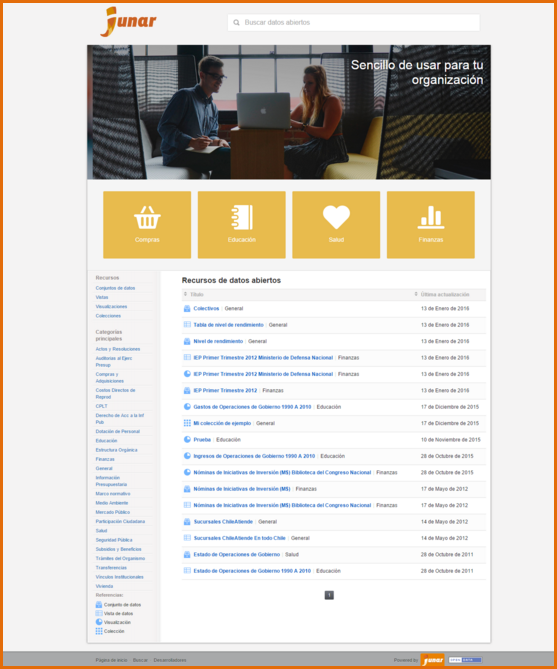 junar
Buscar datos abiertos
Sencillo de usar para tu
organización
Compras
Educación
Salud
Finanzas
Recursos
Conjuntos de datos
Vistas
Visualizaciones
Colecciones
Categorías
principales
Actos y Resoluciones
Auditorías al Ejerc
Presup
Compras y
Adquisiciones
Costos Directos de
Reprod
CPLT
Derecho de Acc a la Inf
Pub
Dotación de Personal
Educación
Estructura Orgánica
Finanzas
General
Información
Presupuestaria
Marco normativo
Medio Ambiente
Mercado Público
Participación Ciudadana
Salud
Seguridad Pública
Subsidios y Beneficios
Trámites del Organismo
Transferencias
Vínculos Institucionales
Vivienda
Referencias:
Conjunto de datos
Vista de datos
Visualización
Colección
Recursos de datos abiertos
Título Última actualización
Colectivos | General 13 de Enero de 2016
Tabla de nivel de rendimiento | General 13 de Enero de 2016
Nivel de rendimiento | General 13 de Enero de 2016
IEP Primer Trimestre 2012 Ministerio de Defensa Nacional | Finanzas 13 de Enero de 2016
IEP Primer Trimestre 2012 Ministerio de Defensa Nacional | Finanzas 13 de Enero de 2016
IEP Primer Trimestre 2012 | Finanzas 13 de Enero de 2016
Gastos de Operaciones de Gobierno 1990 A 2010 | Educación 17 de Diciembre de 2015
Mi colección de ejemplo | General 17 de Diciembre de 2015
Prueba | Educación 10 de Noviembre de 2015
Ingresos de Operaciones de Gobierno 1990 A 2010 | Educación 28 de Octubre de 2015
Nóminas de Iniciativas de Inversión (M$) Biblioteca del Congreso Nacional | Finanzas 28 de Octubre de 2015
Nóminas de Iniciativas de Inversión (M$) | Finanzas 17 de Mayo de 2012
Nóminas de Iniciativas de Inversión (M$) Biblioteca del Congreso Nacional | Finanzas 17 de Mayo de 2012
Sucursales ChileAtiende | General 14 de Mayo de 2012
Sucursales ChileAtiende En todo Chile | General 14 de Mayo de 2012
Estado de Operaciones de Gobierno | Salud 28 de Octubre de 2011
Estado de Operaciones de Gobierno 1990 A 2010 | Educación 28 de Octubre de 2011
1
Página de inicio · Buscar · Desarrolladores
Powered by junar OPEN DATA